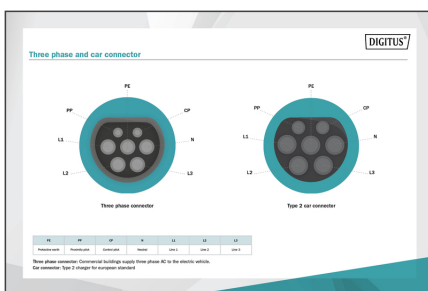 DIGITUS®
Three phase and car connector
PE
PP
CP
L1
N
L2
L3
Three phase connector
PE
PP
CP
L1
N
L2
L3
Type 2 car connector
PE PP CP N L1 L2 L3
Protective earth Proximity pilot Control pilot Neutral Line 1 Line 2 Line 3
Three phase connector: Commercial buildings supply three phase AC to the electric vehicle.
Car connector: Type 2 charger for european standard